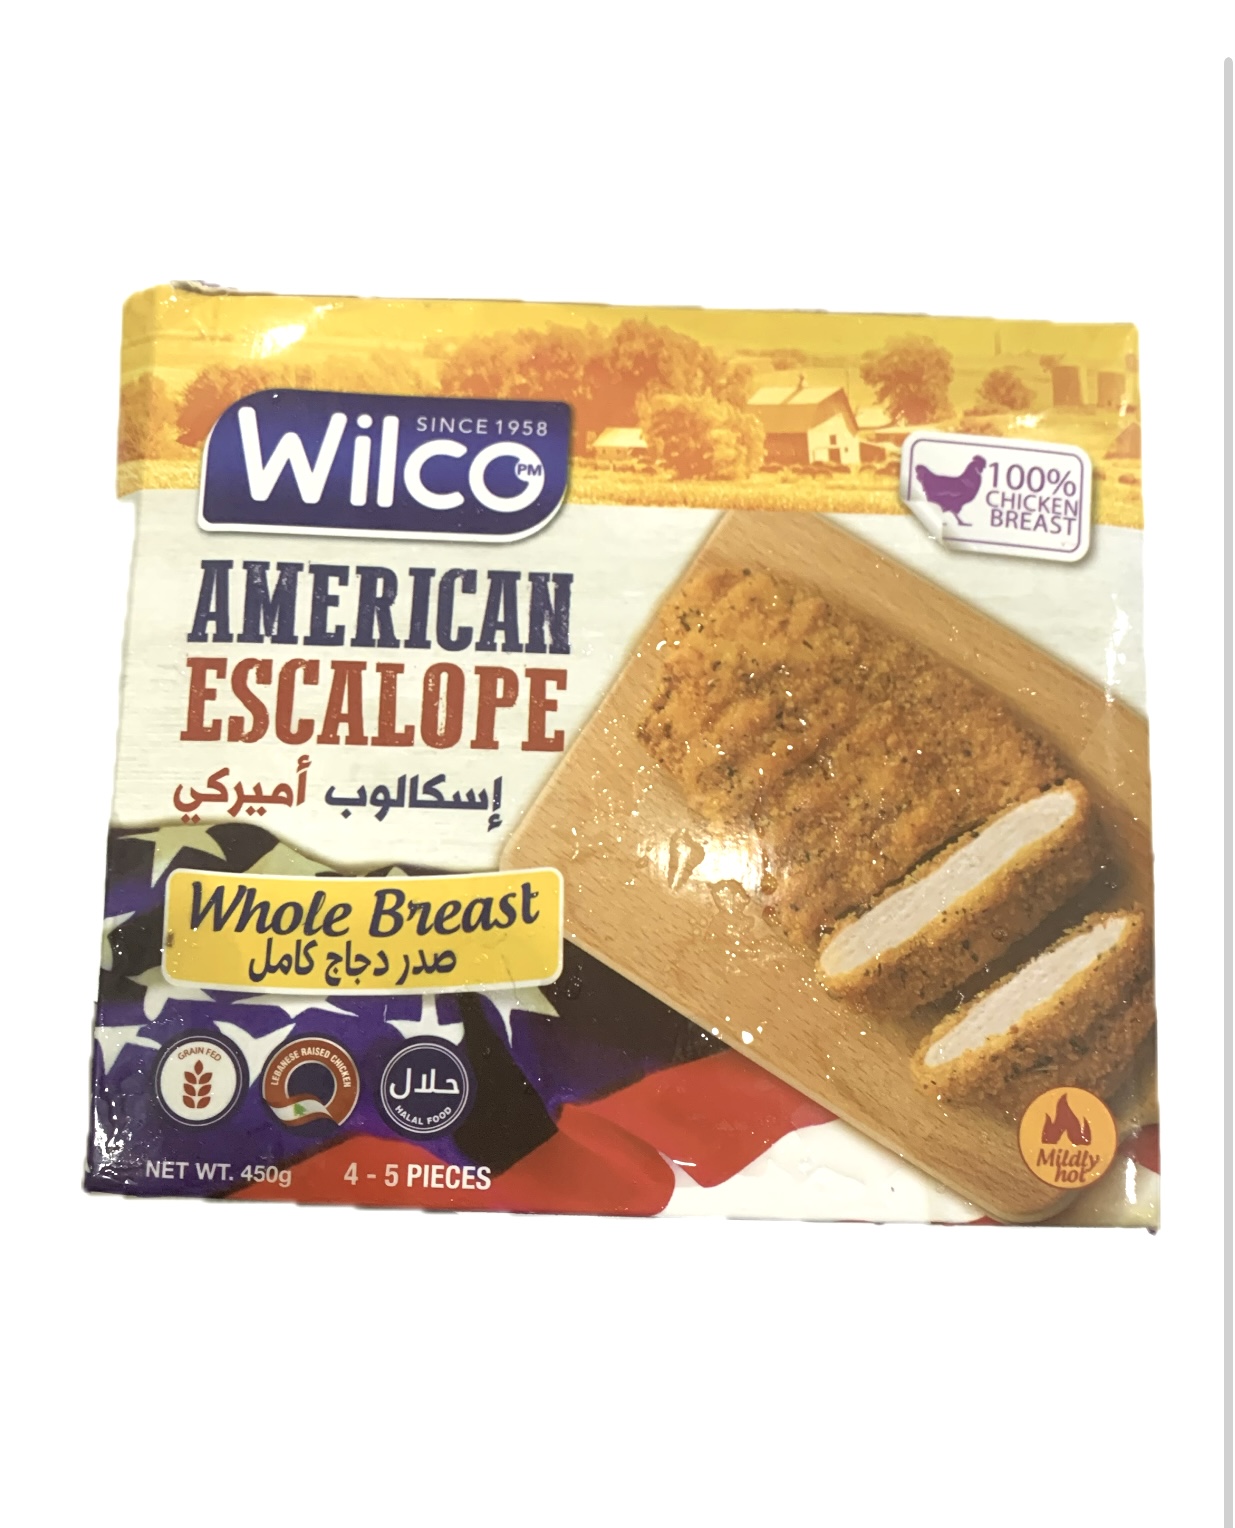 Wilco
SINCE 1958
PM
100%
CHICKEN
BREAST
AMERICAN
ESCALOPE
إسكالوب أميركي
Whole Breast
صدر دجاج كامل
GRAIN FED
LEBANESE RAISED CHICKEN
حلال
HALAL FOOD
NET WT. 450g
4 - 5 PIECES
Mildly
hot